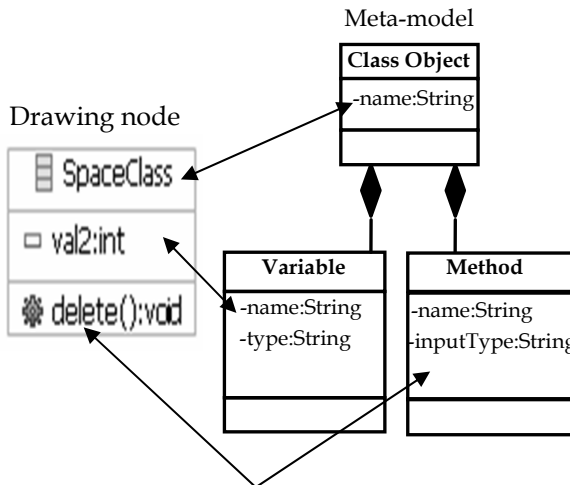 Meta-model
Class Object
-name:String
Drawing node
SpaceClass
val2:int
delete():void
Variable
-name:String
-type:String
Method
-name:String
-inputType:String